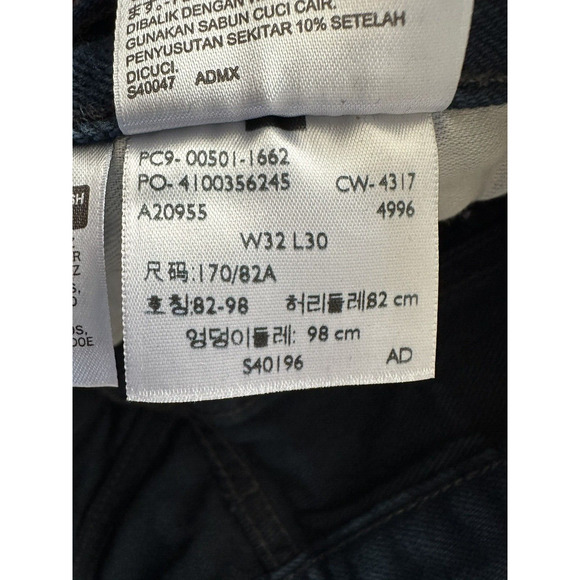 ます。
DIBALIK DENGAN
GUNAKAN SABUN CUCI CAIR.
PENYUSUTAN SEKITAR 10% SETELAH
DICUCI.
S40047 ADMX
PC9-00501-1662
PO-4100356245 CW-4317
A20955 4996
W32 L30
尺码:170/82A
호칭:82-98 허리둘레82 cm
엉덩이둘레: 98 cm
S40196 AD